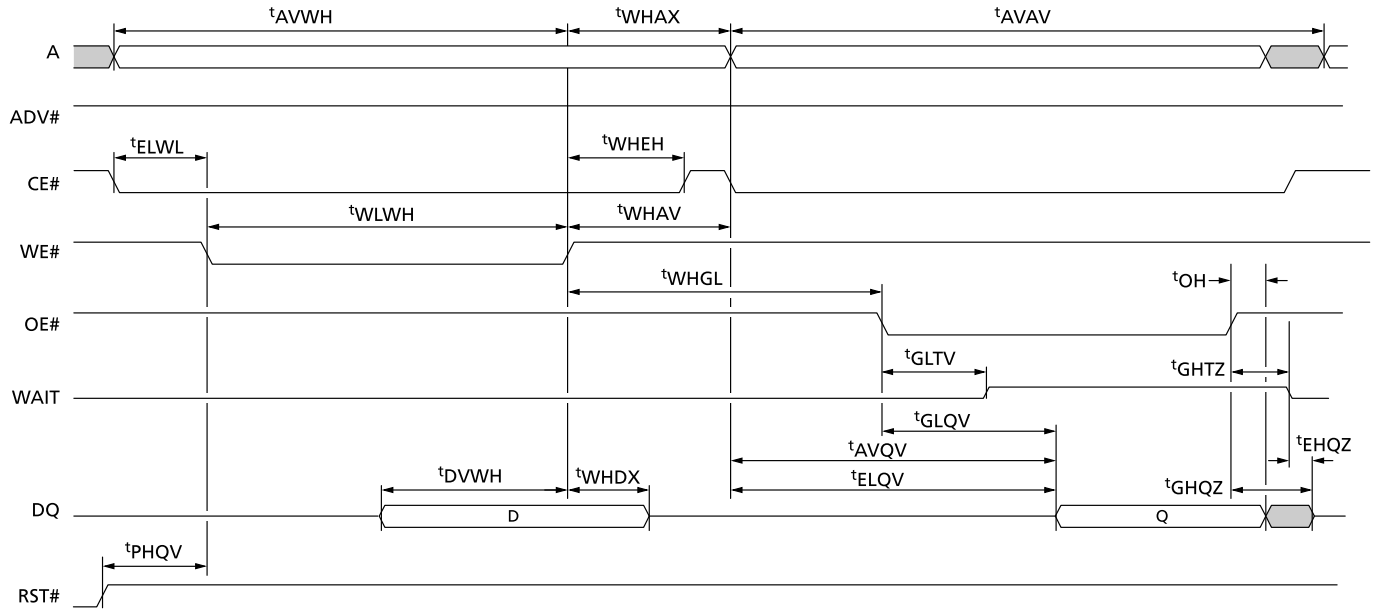 tAVWH tWHAX tAVAV
A
ADV#
tELWL tWHEH
CE#
tWLWH tWHAV
WE#
tWHGL tOH
OE#
tGLTV tGHTZ
WAIT
tGLQV
tAVQV tEHQZ
tDVWH tWHDX tELQV tGHQZ
DQ D Q
tPHQV
RST#